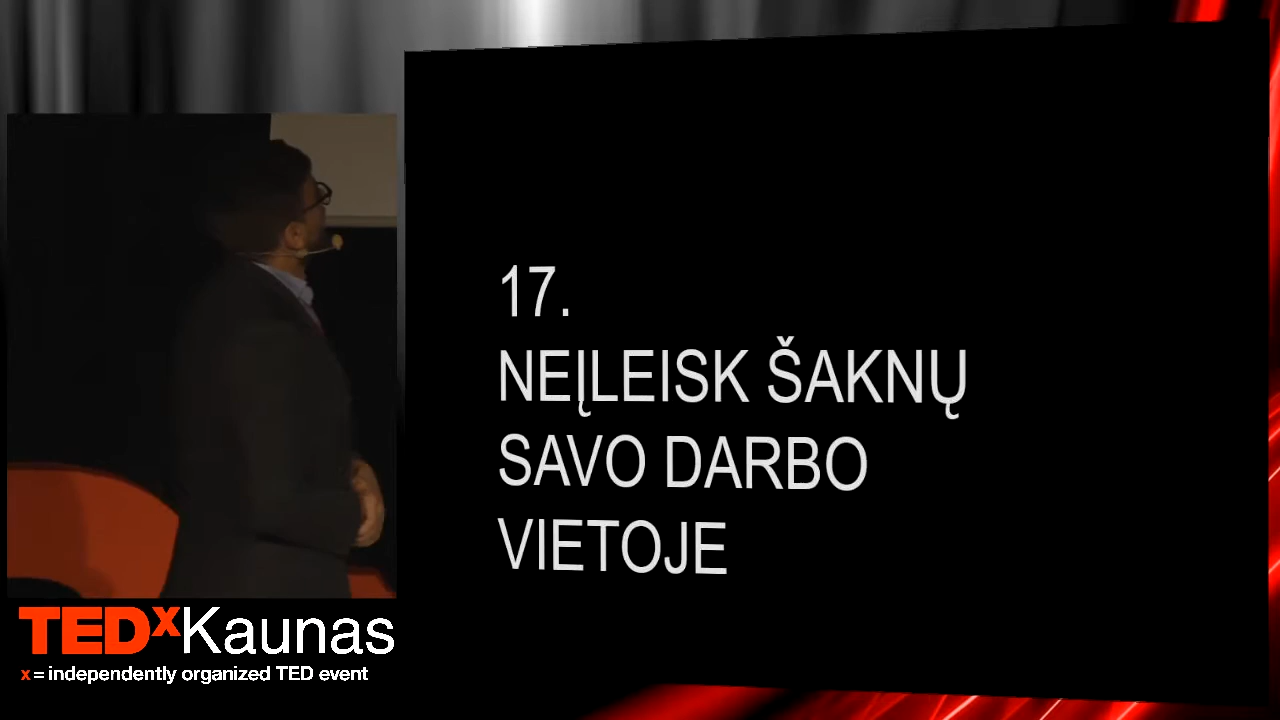 17.
NEĮLEISK ŠAKNŲ
SAVO DARBO
VIETOJE
TEDxKaunas
x = independently organized TED event